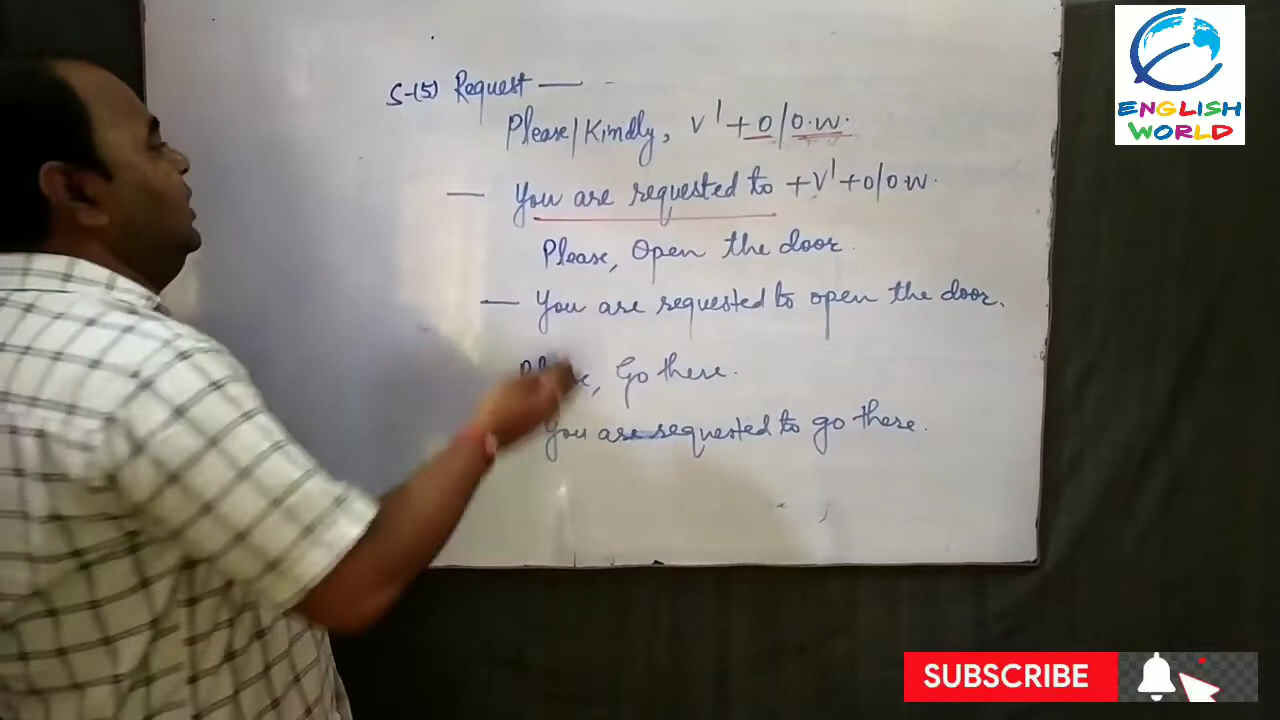 S-(5) Request —
Please/Kindly, V¹+O/O.W.
— You are requested to +V¹+O/O.W.
Please, Open the door.
— You are requested to open the door.
Go there.
You are requested to go there.
ENGLISH
WORLD
SUBSCRIBE